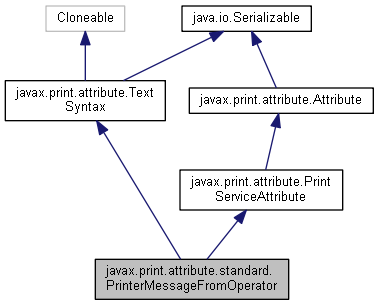 Cloneable
java.io.Serializable
javax.print.attribute.Text
Syntax
javax.print.attribute.Attribute
javax.print.attribute.Print
ServiceAttribute
javax.print.attribute.standard.
PrinterMessageFromOperator